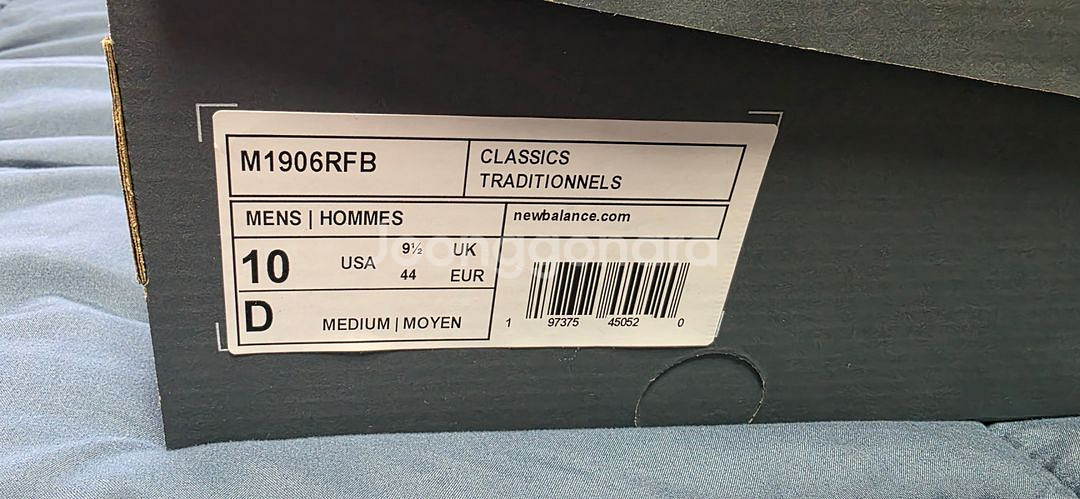 M1906RFB
CLASSICS
TRADITIONNELS
MENS | HOMMES
newbalance.com
10 USA 9½ UK
44 EUR
D MEDIUM | MOYEN
1 97375 45052 0
Joonggonara